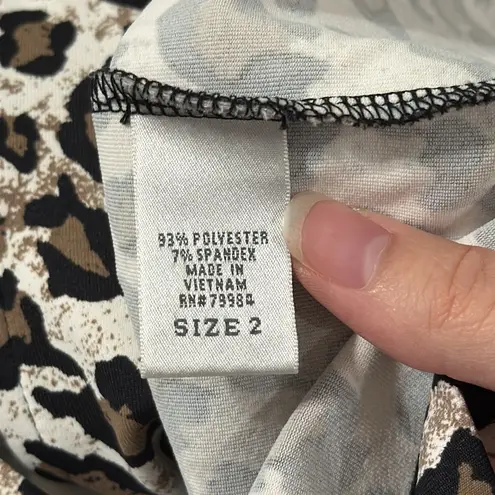 93% POLYESTER
7% SPANDEX
MADE IN
VIETNAM
RN#79984
SIZE 2